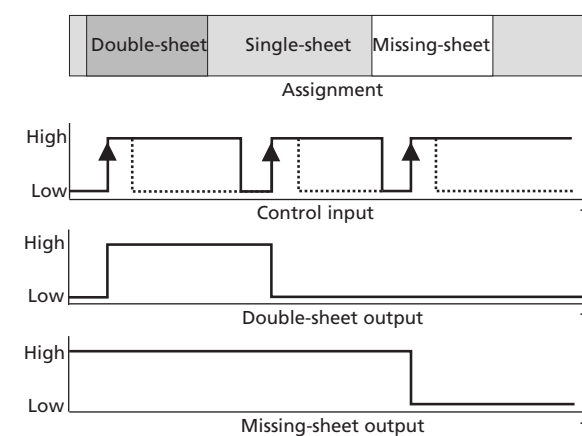 Double-sheet Single-sheet Missing-sheet
Assignment
High
Low
Control input
High
Low
Double-sheet output
High
Low
Missing-sheet output